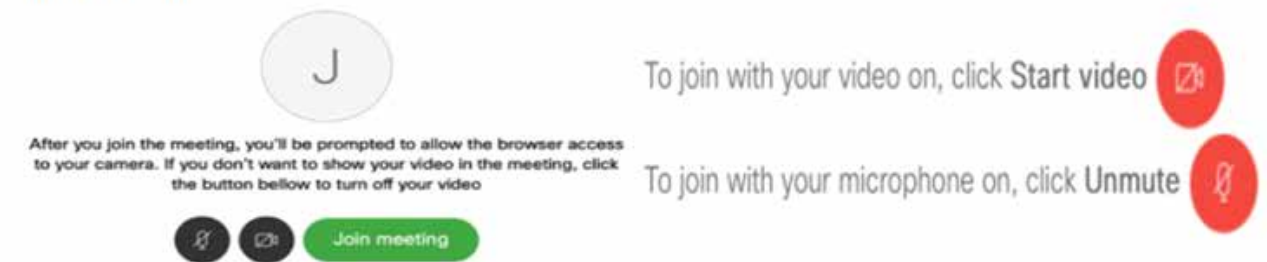 J
After you join the meeting, you'll be prompted to allow the browser access
to your camera. If you don't want to show your video in the meeting, click
the button bellow to turn off your video
Join meeting
To join with your video on, click Start video
To join with your microphone on, click Unmute